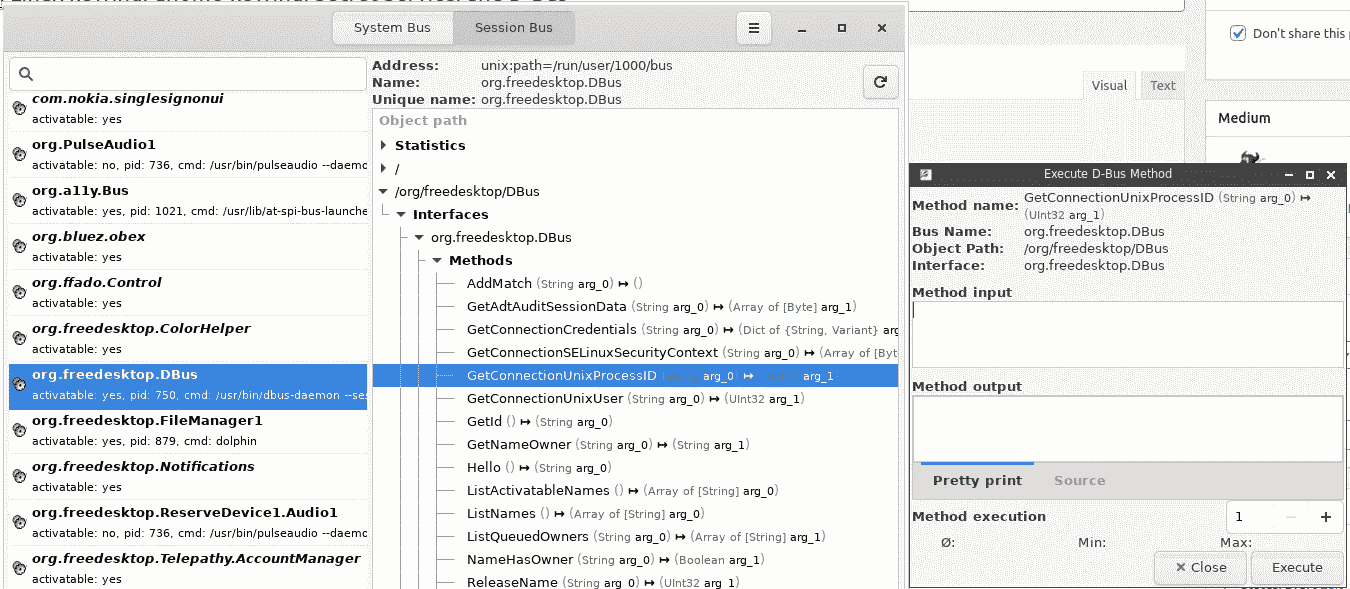 System Bus
Session Bus
com.nokia.singlesignonui
activatable: yes
org.PulseAudio1
activatable: no, pid: 736, cmd: /usr/bin/pulseaudio --daemo
org.a11y.Bus
activatable: yes, pid: 1021, cmd: /usr/lib/at-spi-bus-launche
org.bluez.obex
activatable: yes
org.ffado.Control
activatable: yes
org.freedesktop.ColorHelper
activatable: yes
org.freedesktop.DBus
activatable: yes, pid: 750, cmd: /usr/bin/dbus-daemon --ses
org.freedesktop.FileManager1
activatable: yes, pid: 879, cmd: dolphin
org.freedesktop.Notifications
activatable: yes
org.freedesktop.ReserveDevice1.Audio1
activatable: no, pid: 736, cmd: /usr/bin/pulseaudio --daemo
org.freedesktop.Telepathy.AccountManager
activatable: yes
Address: unix:path=/run/user/1000/bus
Name: org.freedesktop.DBus
Unique name: org.freedesktop.DBus
Object path
Statistics
/
/org/freedesktop/DBus
Interfaces
org.freedesktop.DBus
Methods
AddMatch (String arg_0) ↦ ()
GetAdtAuditSessionData (String arg_0) ↦ (Array of [Byte] arg_1)
GetConnectionCredentials (String arg_0) ↦ (Dict of {String, Variant} arg
GetConnectionSELinuxSecurityContext (String arg_0) ↦ (Array of [Byt
GetConnectionUnixProcessID arg_0) ↦ arg_1
GetConnectionUnixUser (String arg_0) ↦ (UInt32 arg_1)
GetId () ↦ (String arg_0)
GetNameOwner (String arg_0) ↦ (String arg_1)
Hello () ↦ (String arg_0)
ListActivatableNames () ↦ (Array of [String] arg_0)
ListNames () ↦ (Array of [String] arg_0)
ListQueuedOwners (String arg_0) ↦ (Array of [String] arg_1)
NameHasOwner (String arg_0) ↦ (Boolean arg_1)
ReleaseName (String arg_0) ↦ (UInt32 arg_1)
Don't share this
Visual
Text
Medium
Execute D-Bus Method
Method name: GetConnectionUnixProcessID (String arg_0) ↦
(UInt32 arg_1)
Bus Name: org.freedesktop.DBus
Object Path: /org/freedesktop/DBus
Interface: org.freedesktop.DBus
Method input
Method output
Pretty print
Source
Method execution
1
Ø: Min: Max:
Close
Execute